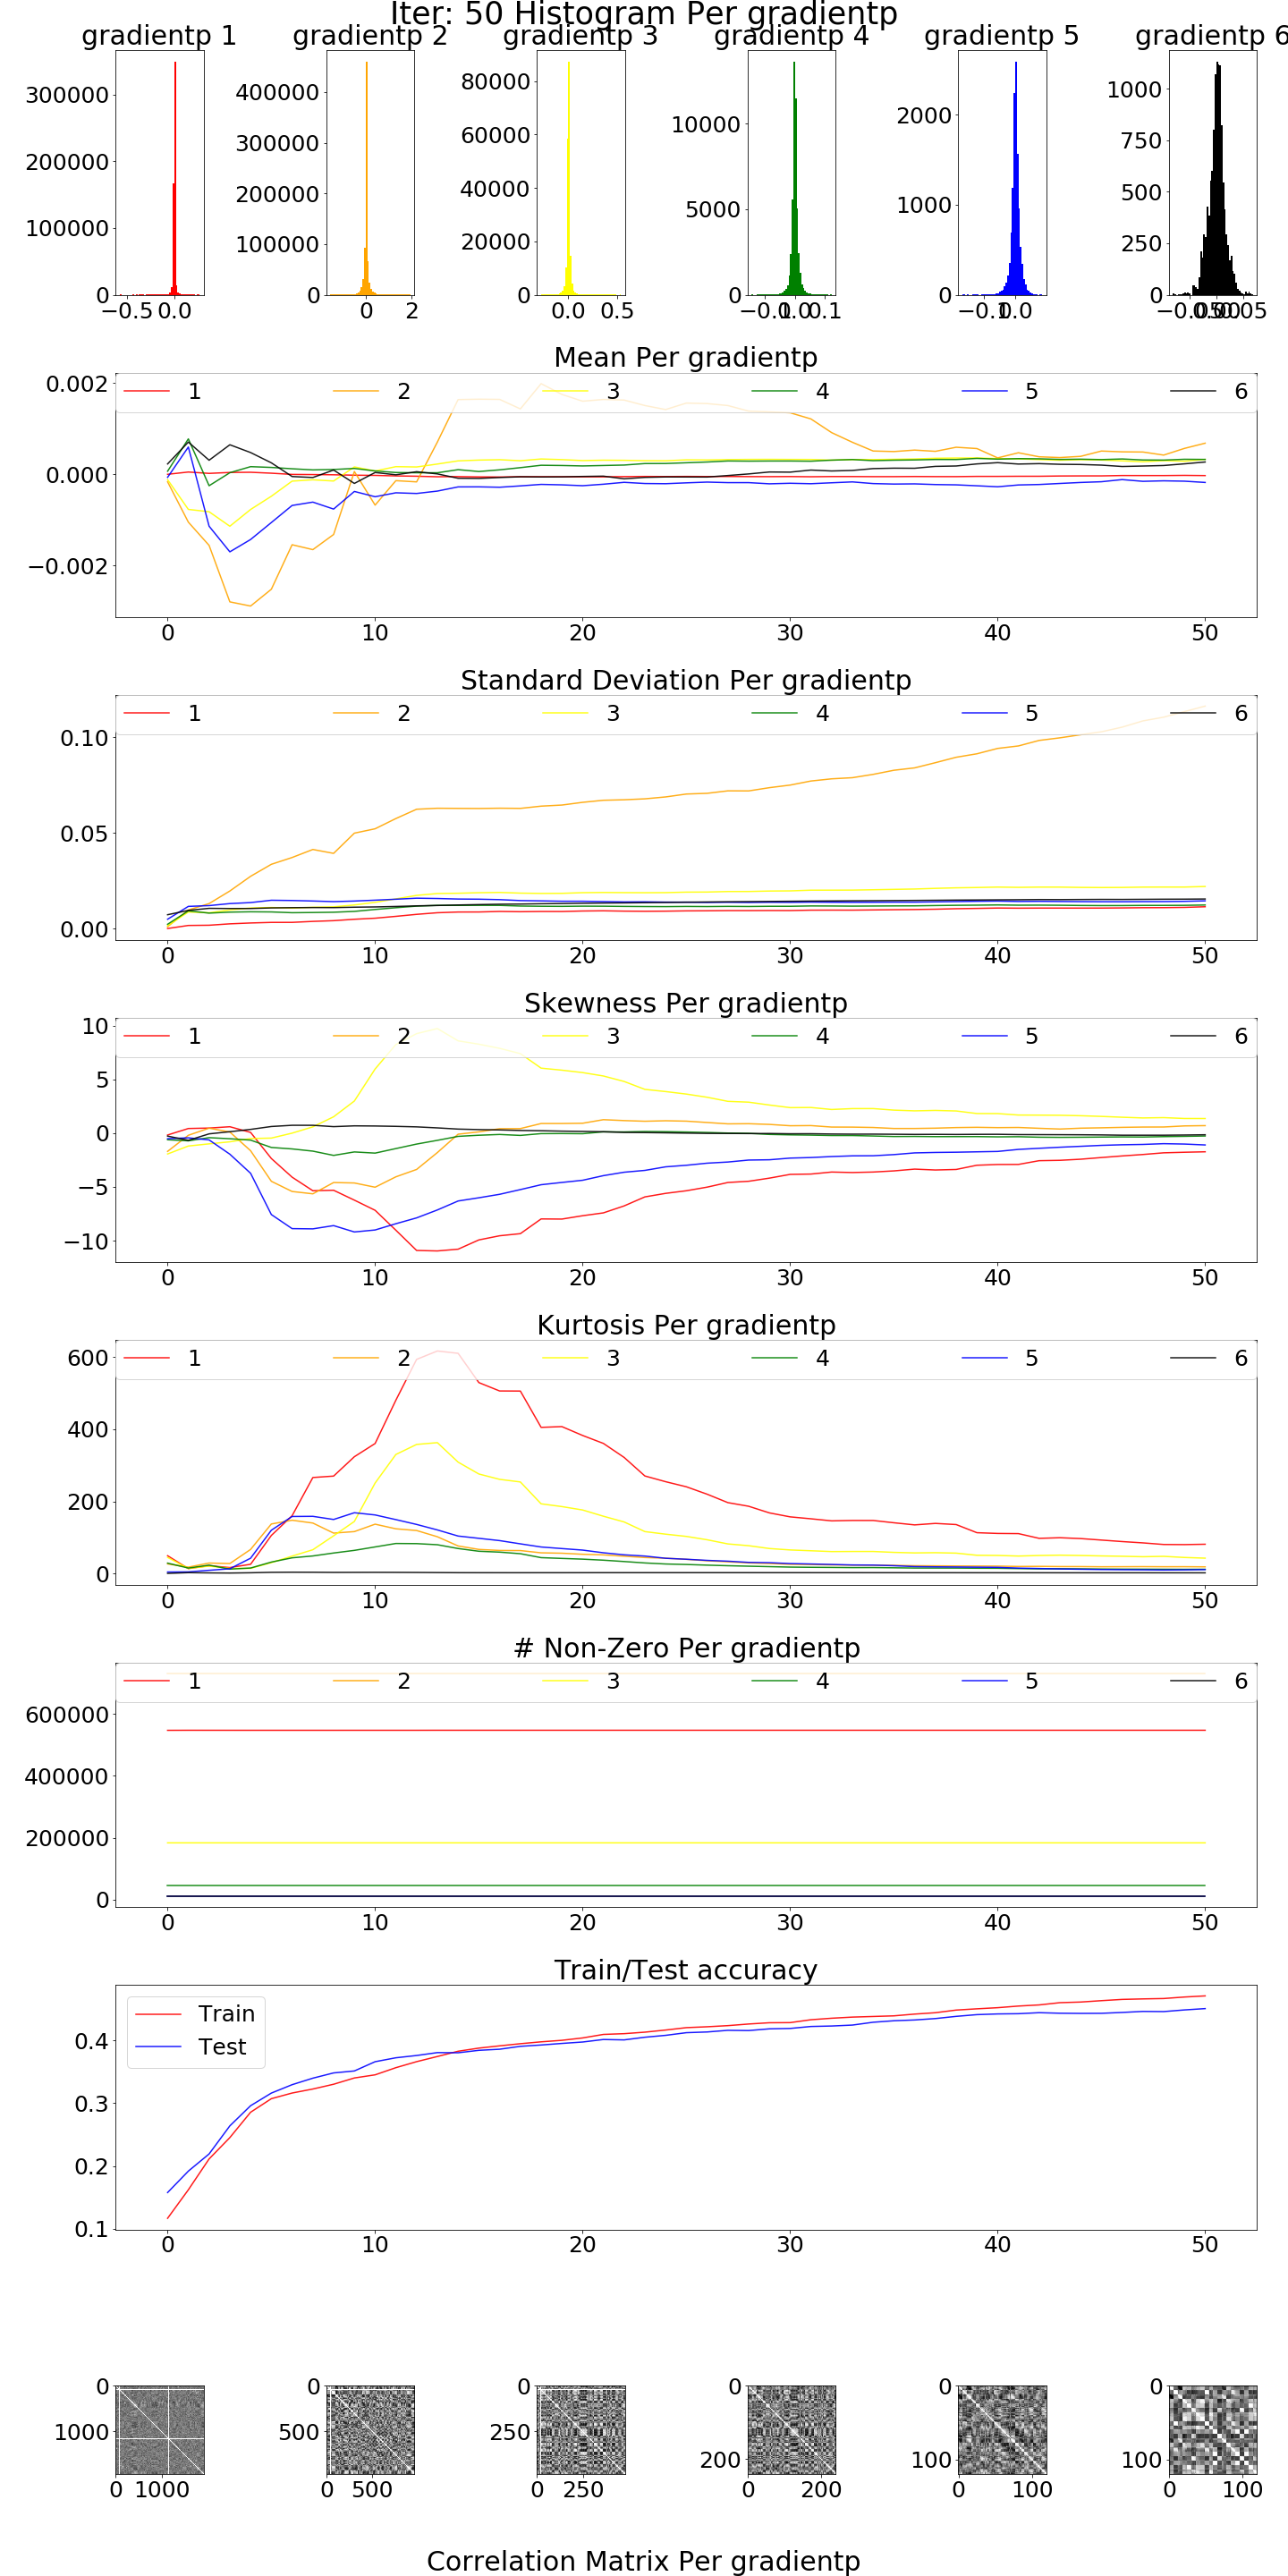 Iter: 50 Histogram Per gradientp
gradientp 1 gradientp 2 gradientp 3 gradientp 4 gradientp 5 gradientp 6
300000
200000
100000
0
−0.5 0.0
400000
300000
200000
100000
0
0 2
80000
60000
40000
20000
0
0.0 0.5
10000
5000
0
−0.1 0.0 0.1
2000
1000
0
−0.1 0.0
1000
750
500
250
0
−0.05 0.00 0.05
Mean Per gradientp
1 2 3 4 5 6
0.002
0.000
−0.002
0 10 20 30 40 50
Standard Deviation Per gradientp
1 2 3 4 5 6
0.10
0.05
0.00
0 10 20 30 40 50
Skewness Per gradientp
1 2 3 4 5 6
10
5
0
−5
−10
0 10 20 30 40 50
Kurtosis Per gradientp
1 2 3 4 5 6
600
400
200
0
0 10 20 30 40 50
# Non-Zero Per gradientp
1 2 3 4 5 6
600000
400000
200000
0
0 10 20 30 40 50
Train/Test accuracy
Train
Test
0.4
0.3
0.2
0.1
0 10 20 30 40 50
0
1000
0 1000
0
500
0 500
0
250
0 250
0
200
0 200
0
100
0 100
0
100
0 100
Correlation Matrix Per gradientp